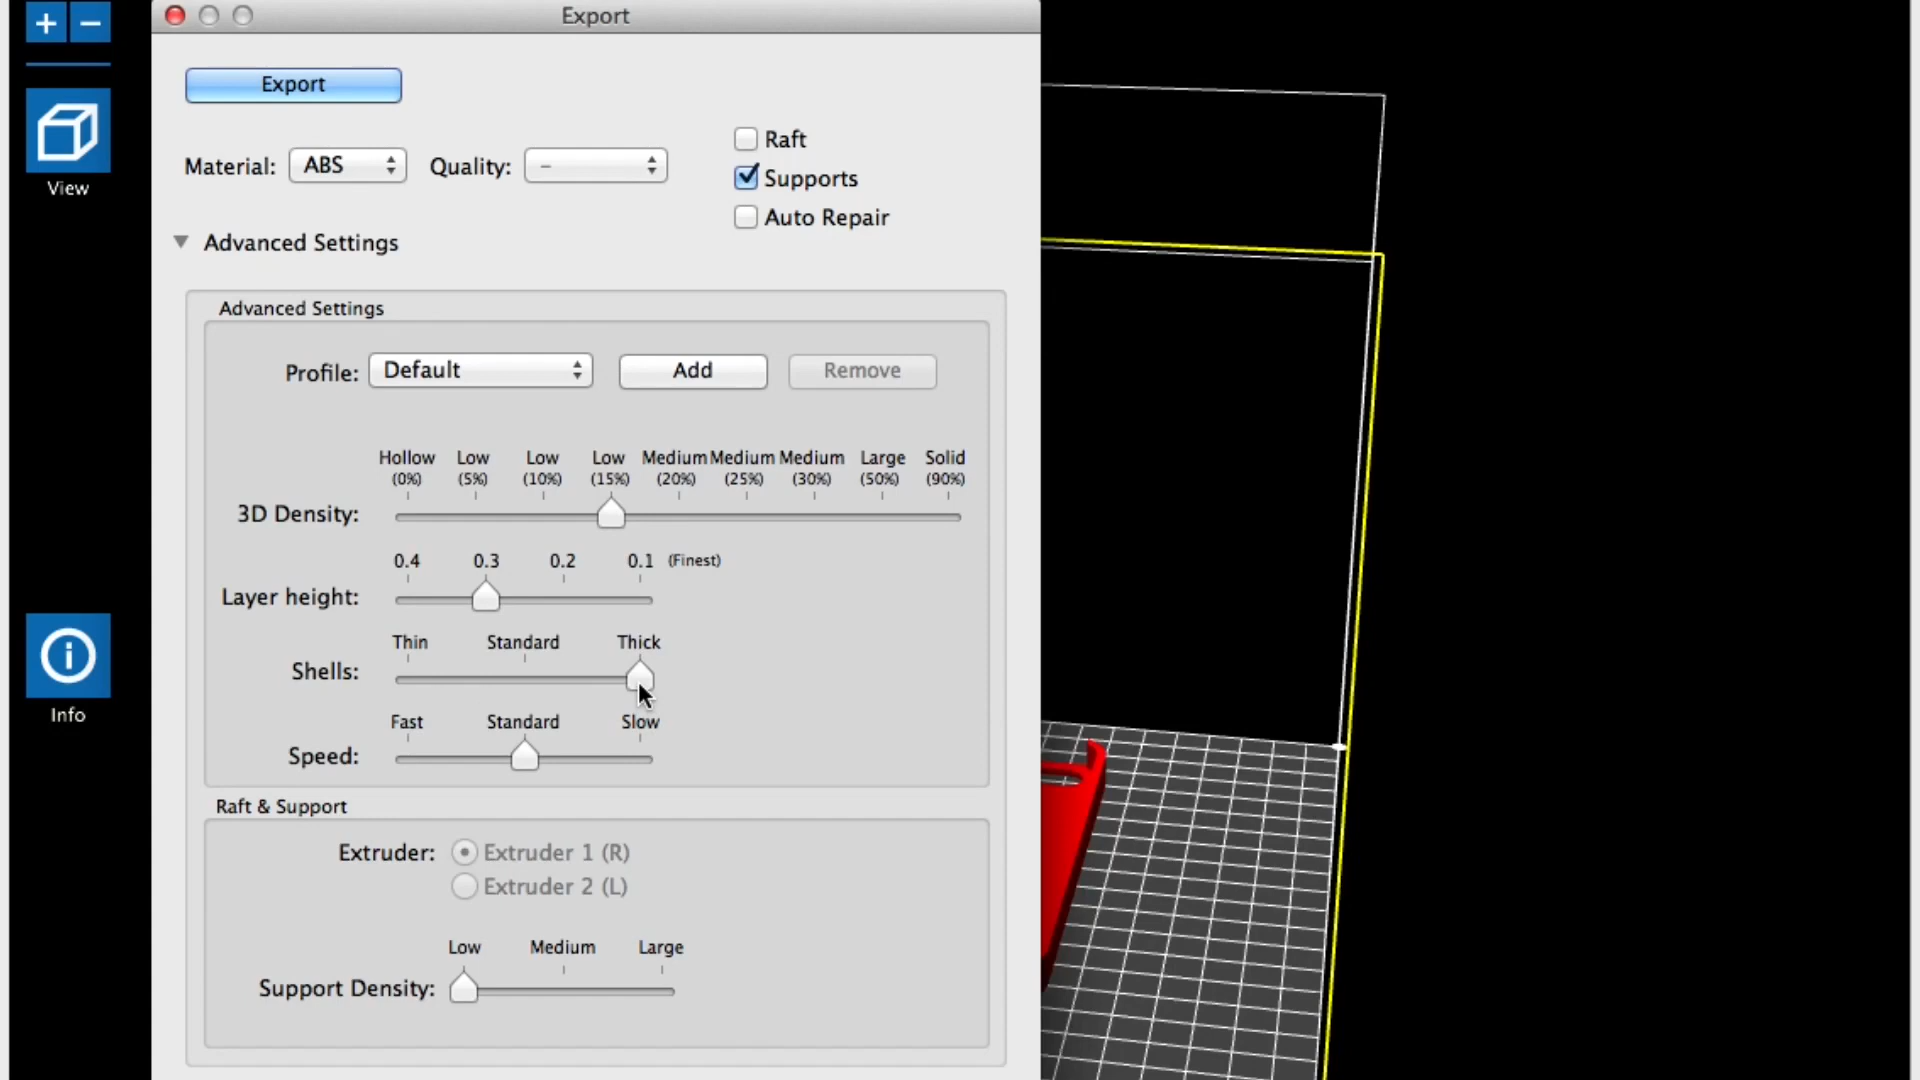 Export
Export
Material: ABS Quality: –
Raft
Supports
Auto Repair
View
Advanced Settings
Advanced Settings
Profile: Default Add Remove
Hollow Low Low Low Medium Medium Medium Large Solid
(0%) (5%) (10%) (15%) (20%) (25%) (30%) (50%) (90%)
3D Density:
0.4 0.3 0.2 0.1 (Finest)
Layer height:
Thin Standard Thick
Shells:
Info
Fast Standard Slow
Speed:
Raft & Support
Extruder: Extruder 1 (R)
Extruder 2 (L)
Low Medium Large
Support Density: